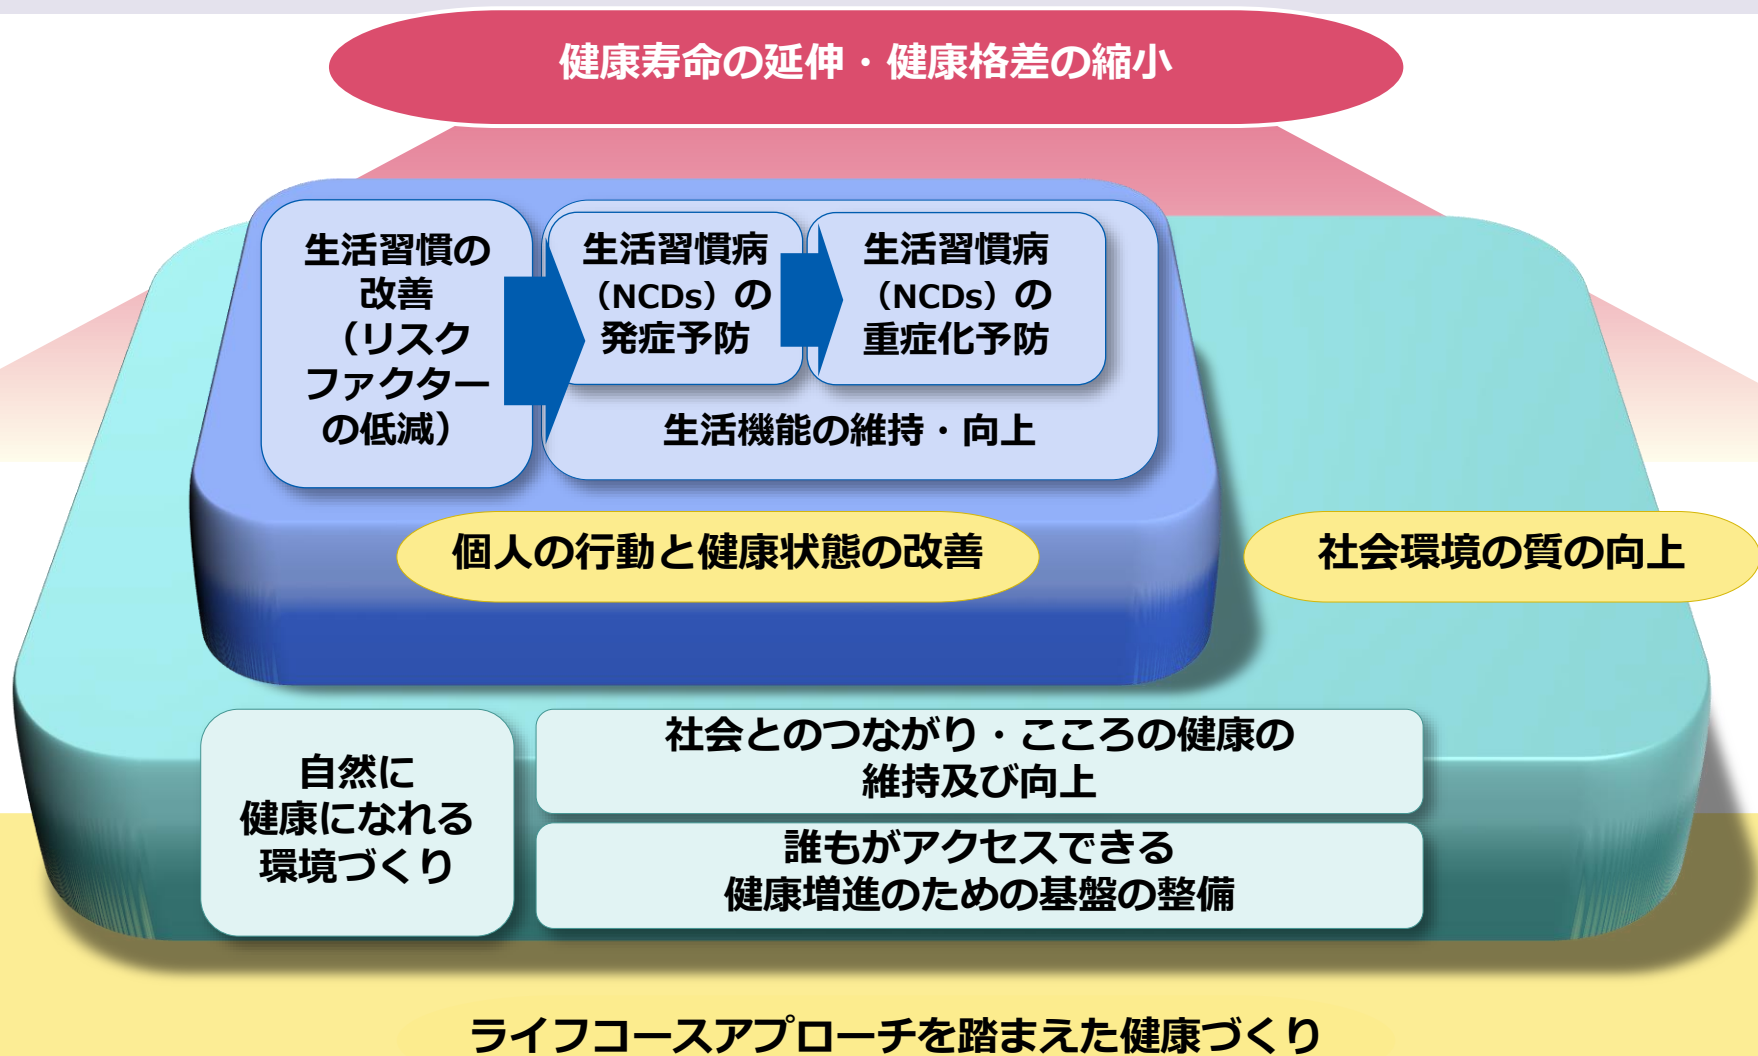 健康寿命の延伸・健康格差の縮小
生活習慣の
改善
（リスク
ファクター
の低減）
生活習慣病
（NCDs）の
発症予防
生活習慣病
（NCDs）の
重症化予防
生活機能の維持・向上
個人の行動と健康状態の改善
社会環境の質の向上
自然に
健康になれる
環境づくり
社会とのつながり・こころの健康の
維持及び向上
誰もがアクセスできる
健康増進のための基盤の整備
ライフコースアプローチを踏まえた健康づくり